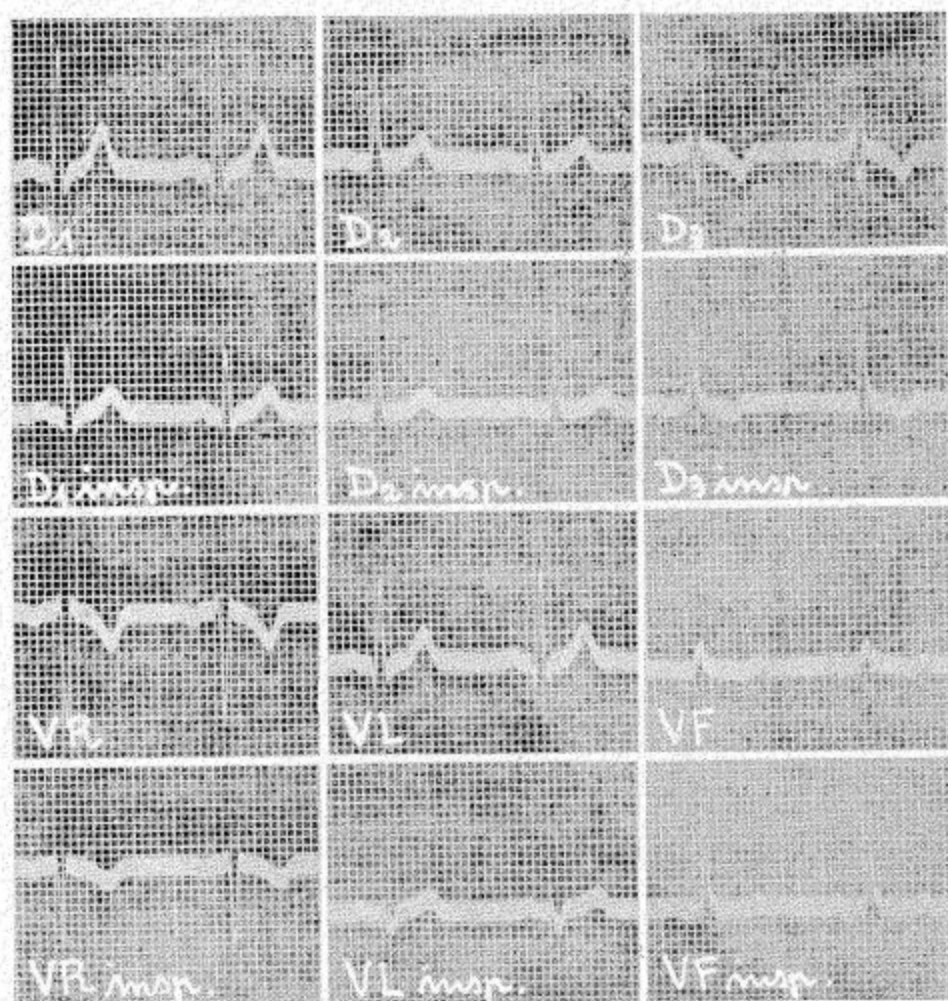 D1
D2
D3
D1 insp.
D2 insp.
D3 insp
VR
VL
VF
VR insp.
VL insp.
VF insp.